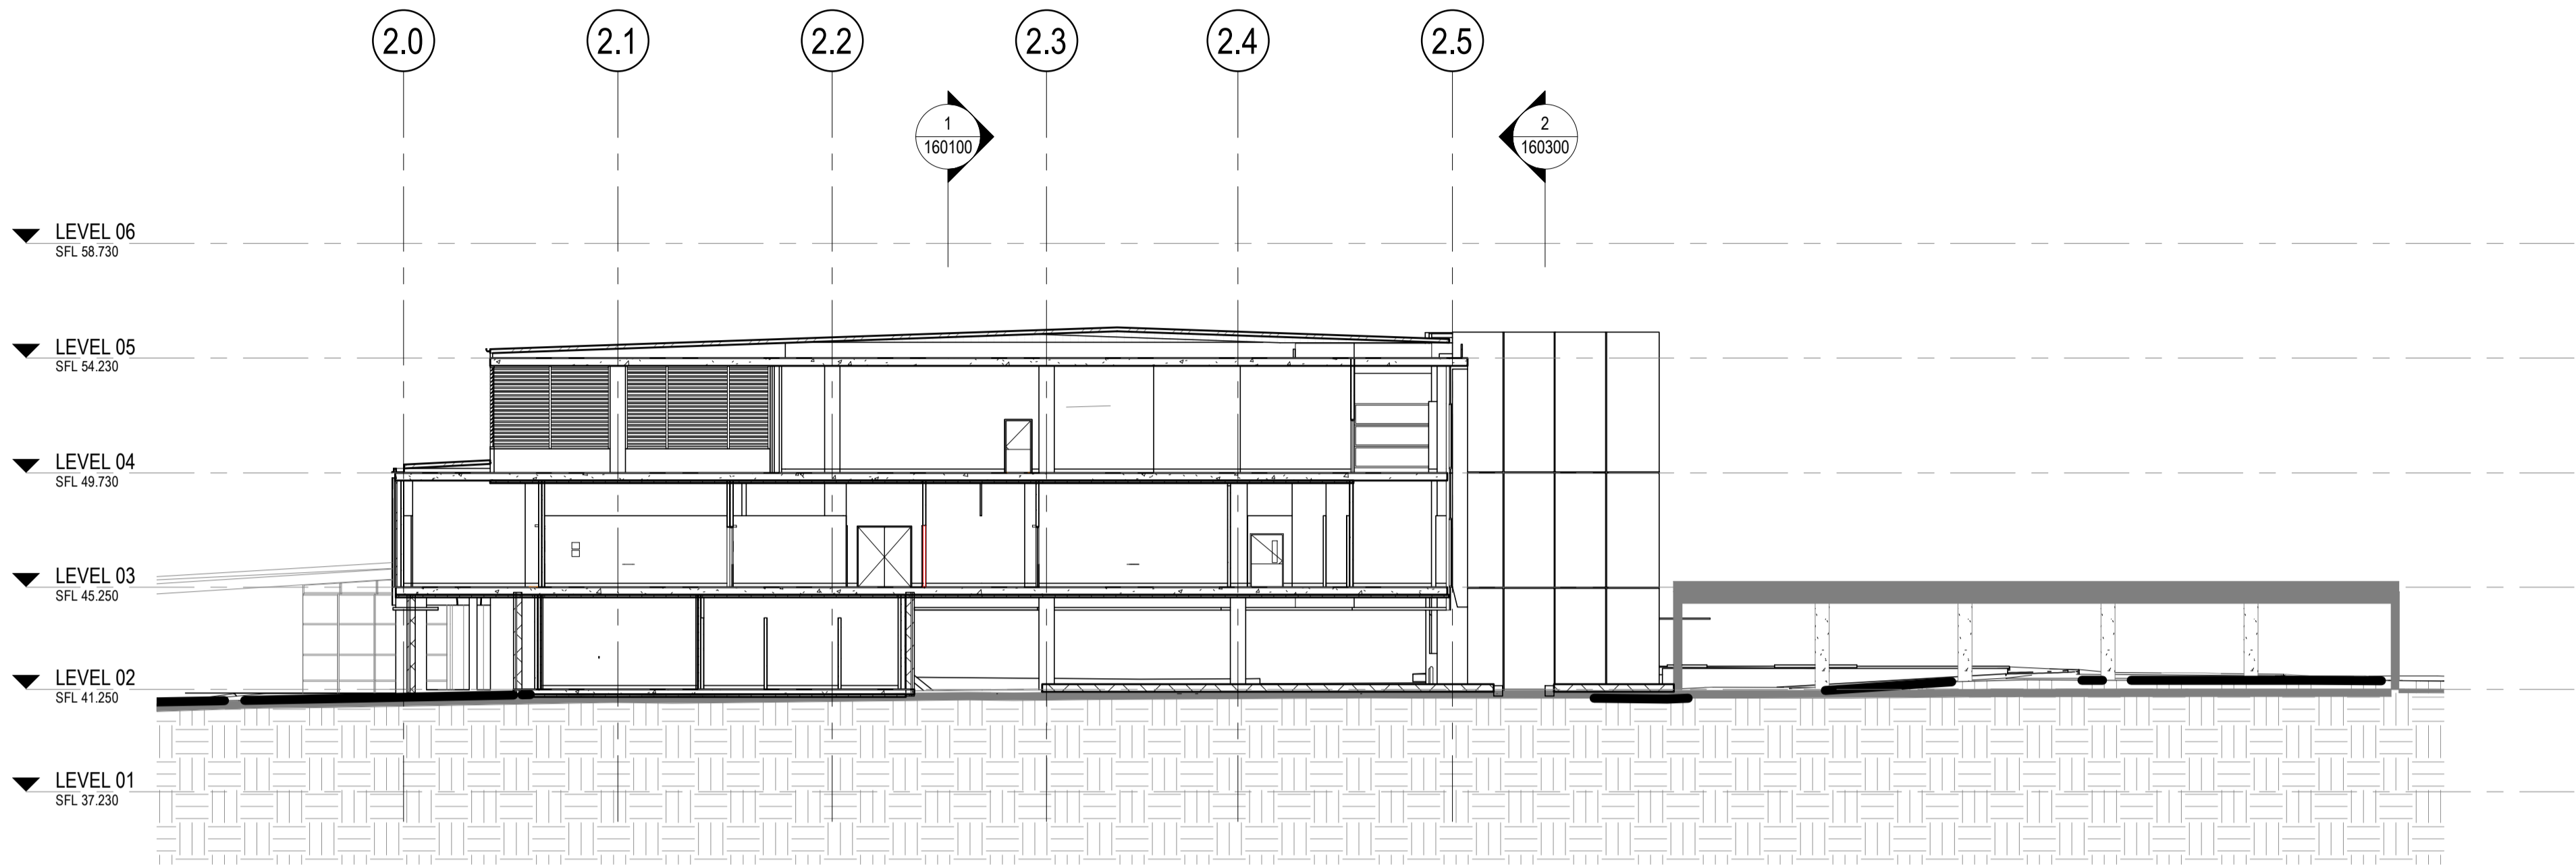 2.0
2.1
2.2
2.3
2.4
2.5
1
160100
2
160300
LEVEL 06
SFL 58.730
LEVEL 05
SFL 54.230
LEVEL 04
SFL 49.730
LEVEL 03
SFL 45.250
LEVEL 02
SFL 41.250
LEVEL 01
SFL 37.230